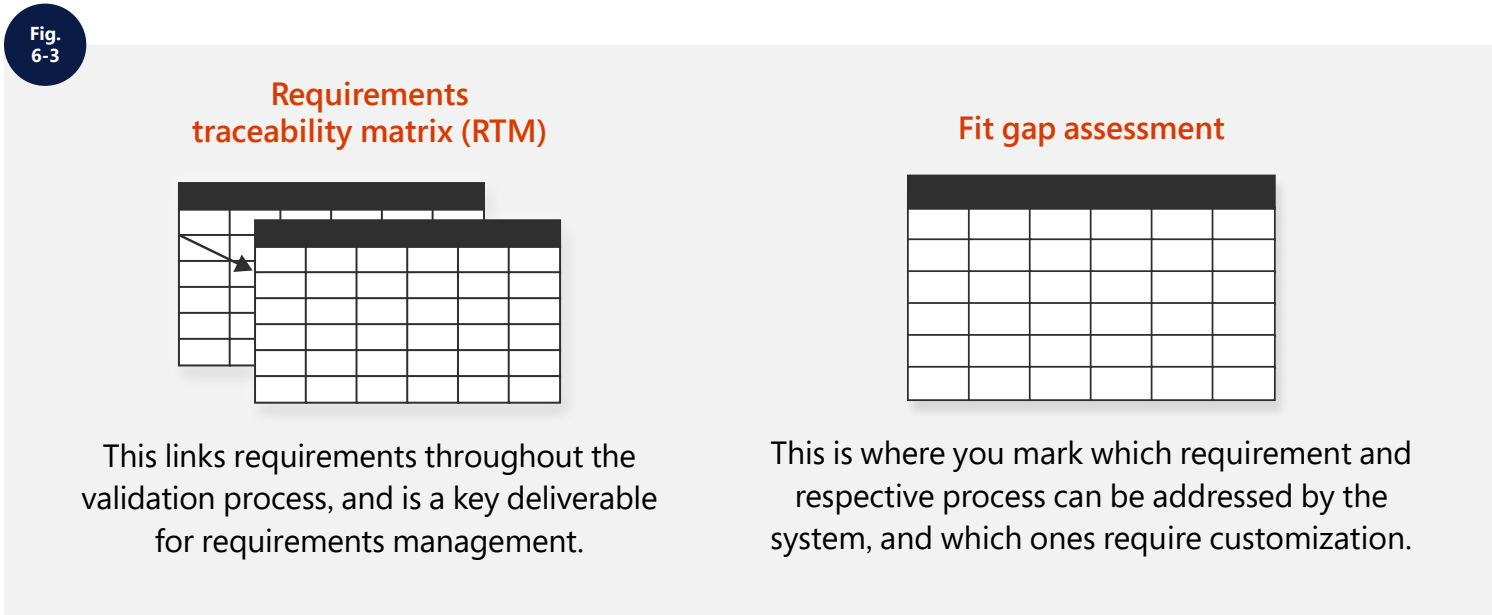 Fig.
6-3
Requirements
traceability matrix (RTM)
This links requirements throughout the
validation process, and is a key deliverable
for requirements management.
Fit gap assessment
This is where you mark which requirement and
respective process can be addressed by the
system, and which ones require customization.